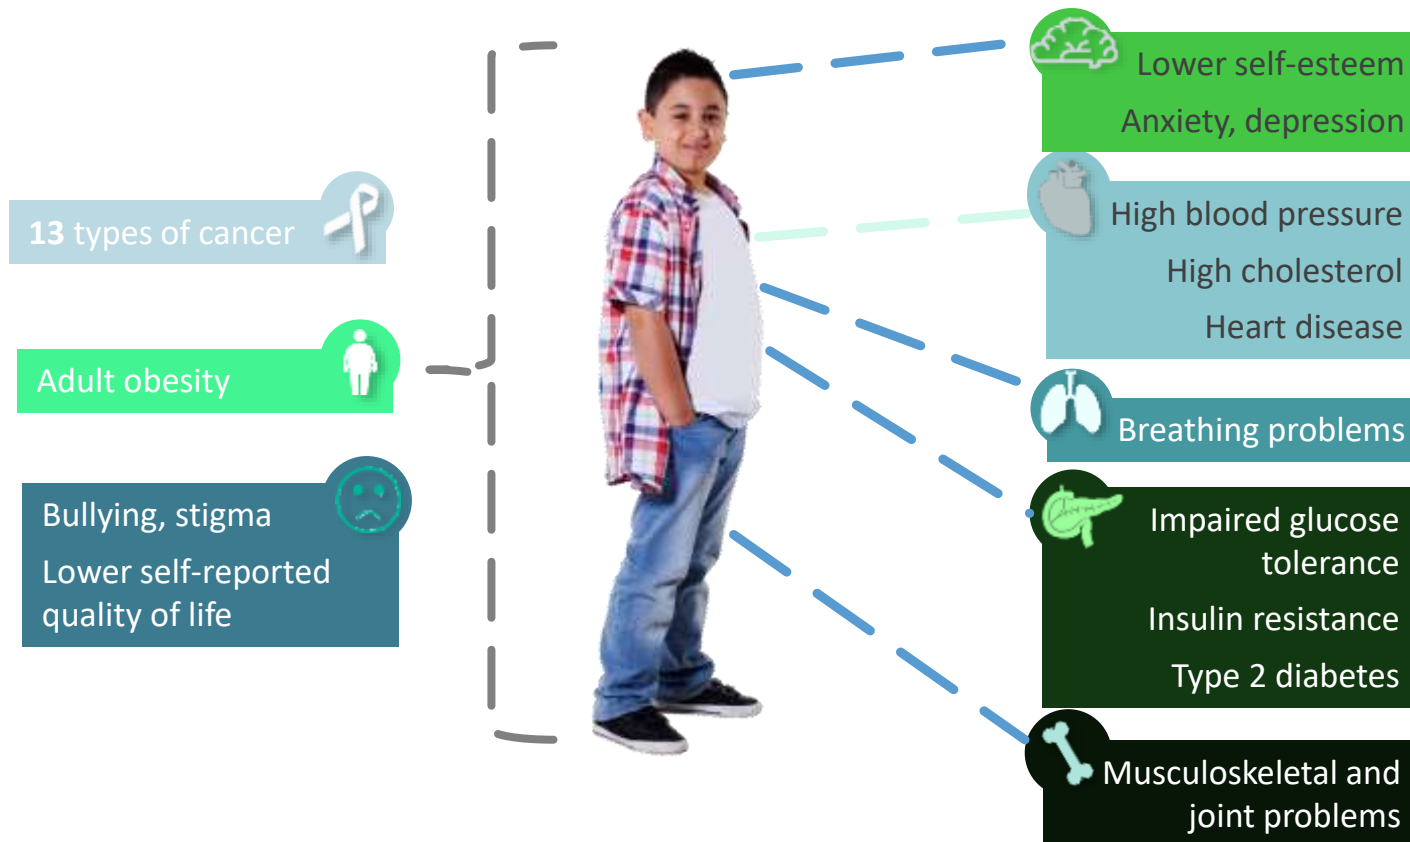 13 types of cancer
Adult obesity
Bullying, stigma
Lower self-reported
quality of life
Lower self-esteem
Anxiety, depression
High blood pressure
High cholesterol
Heart disease
Breathing problems
Impaired glucose
tolerance
Insulin resistance
Type 2 diabetes
Musculoskeletal and
joint problems